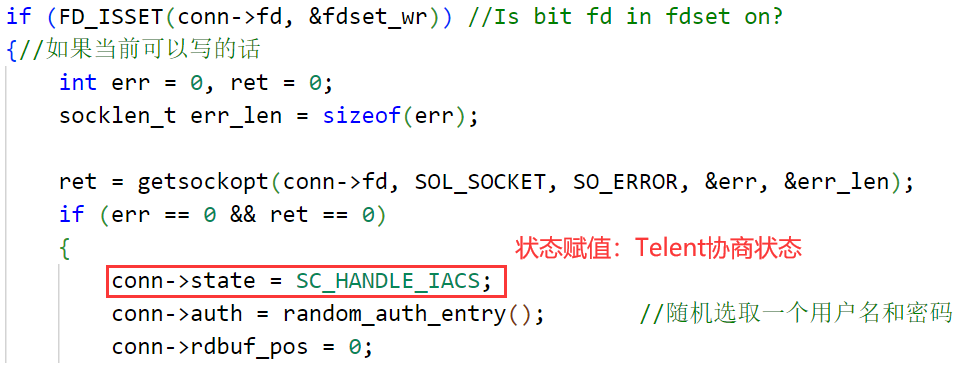 if (FD_ISSET(conn->fd, &fdset_wr)) //Is bit fd in fdset on?
{//如果当前可以写的话
int err = 0, ret = 0;
socklen_t err_len = sizeof(err);
ret = getsockopt(conn->fd, SOL_SOCKET, SO_ERROR, &err, &err_len);
if (err == 0 && ret == 0)
{ 状态赋值：Telent协商状态
conn->state = SC_HANDLE_IACS;
conn->auth = random_auth_entry(); //随机选取一个用户名和密码
conn->rdbuf_pos = 0;